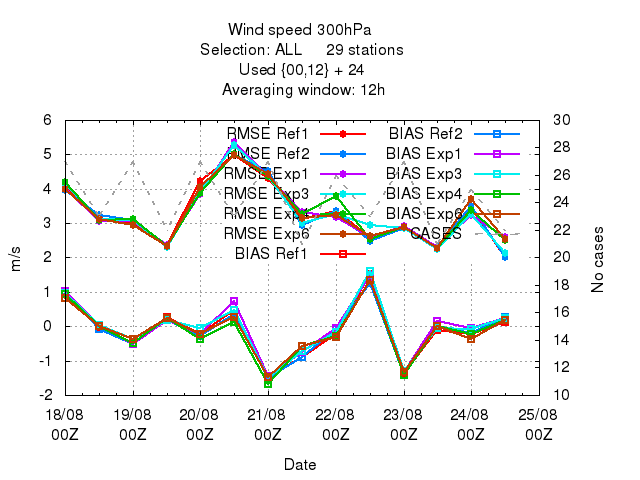 Wind speed 300hPa
Selection: ALL 29 stations
Used {00,12} + 24
Averaging window: 12h
6 30
RMSE Ref1 BIAS Ref2
28
RMSE Ref2 BIAS Exp1
5
RMSE Exp1 BIAS Exp3
26
RMSE Exp3 BIAS Exp4
4
24
RMSE Exp4 BIAS Exp6
RMSE Exp6 CASES
3
22
BIAS Ref1
2 20
1 18
16
0
14
-1
12
-2 10
m/s
No cases
18/08 19/08 20/08 21/08 22/08 23/08 24/08 25/08
00Z 00Z 00Z 00Z 00Z 00Z 00Z 00Z
Date